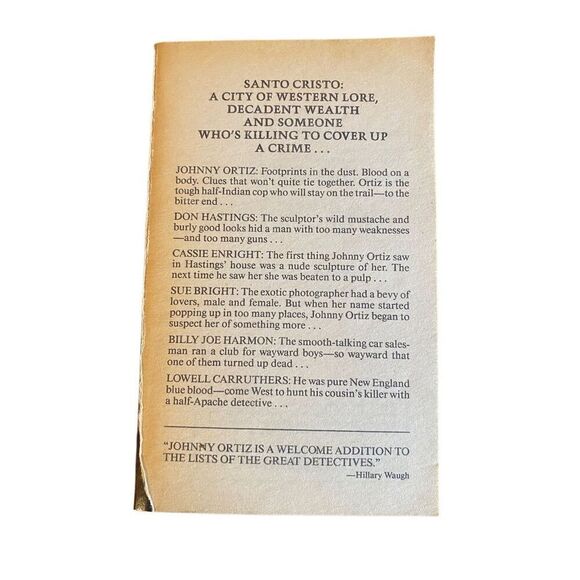 SANTO CRISTO:
A CITY OF WESTERN LORE,
DECADENT WEALTH
AND SOMEONE
WHO'S KILLING TO COVER UP
A CRIME . . .
JOHNNY ORTIZ: Footprints in the dust. Blood on a
body. Clues that won't quite tie together. Ortiz is the
tough half-Indian cop who will stay on the trail—to the
bitter end . . .
DON HASTINGS: The sculptor's wild mustache and
burly good looks hid a man with too many weaknesses
—and too many guns . . .
CASSIE ENRIGHT: The first thing Johnny Ortiz saw
in Hastings' house was a nude sculpture of her. The
next time he saw her she was beaten to a pulp . . .
SUE BRIGHT: The exotic photographer had a bevy of
lovers, male and female. But when her name started
popping up in too many places, Johnny Ortiz began to
suspect her of something more . . .
BILLY JOE HARMON: The smooth-talking car sales-
man ran a club for wayward boys—so wayward that
one of them turned up dead . . .
LOWELL CARRUTHERS: He was pure New England
blue blood—come West to hunt his cousin's killer with
a half-Apache detective . . .
"JOHNNY ORTIZ IS A WELCOME ADDITION TO
THE LISTS OF THE GREAT DETECTIVES."
—Hillary Waugh